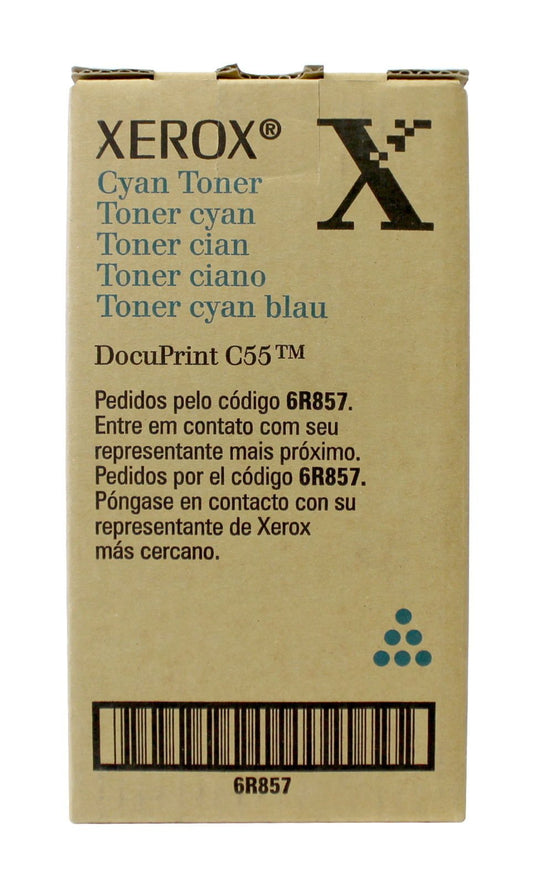 XEROX®
X
Cyan Toner
Toner cyan
Toner cian
Toner ciano
Toner cyan blau
DocuPrint C55™
Pedidos pelo código 6R857.
Entre em contato com seu
representante mais próximo.
Pedidos por el código 6R857.
Póngase en contacto con su
representante de Xerox
más cercano.
6R857